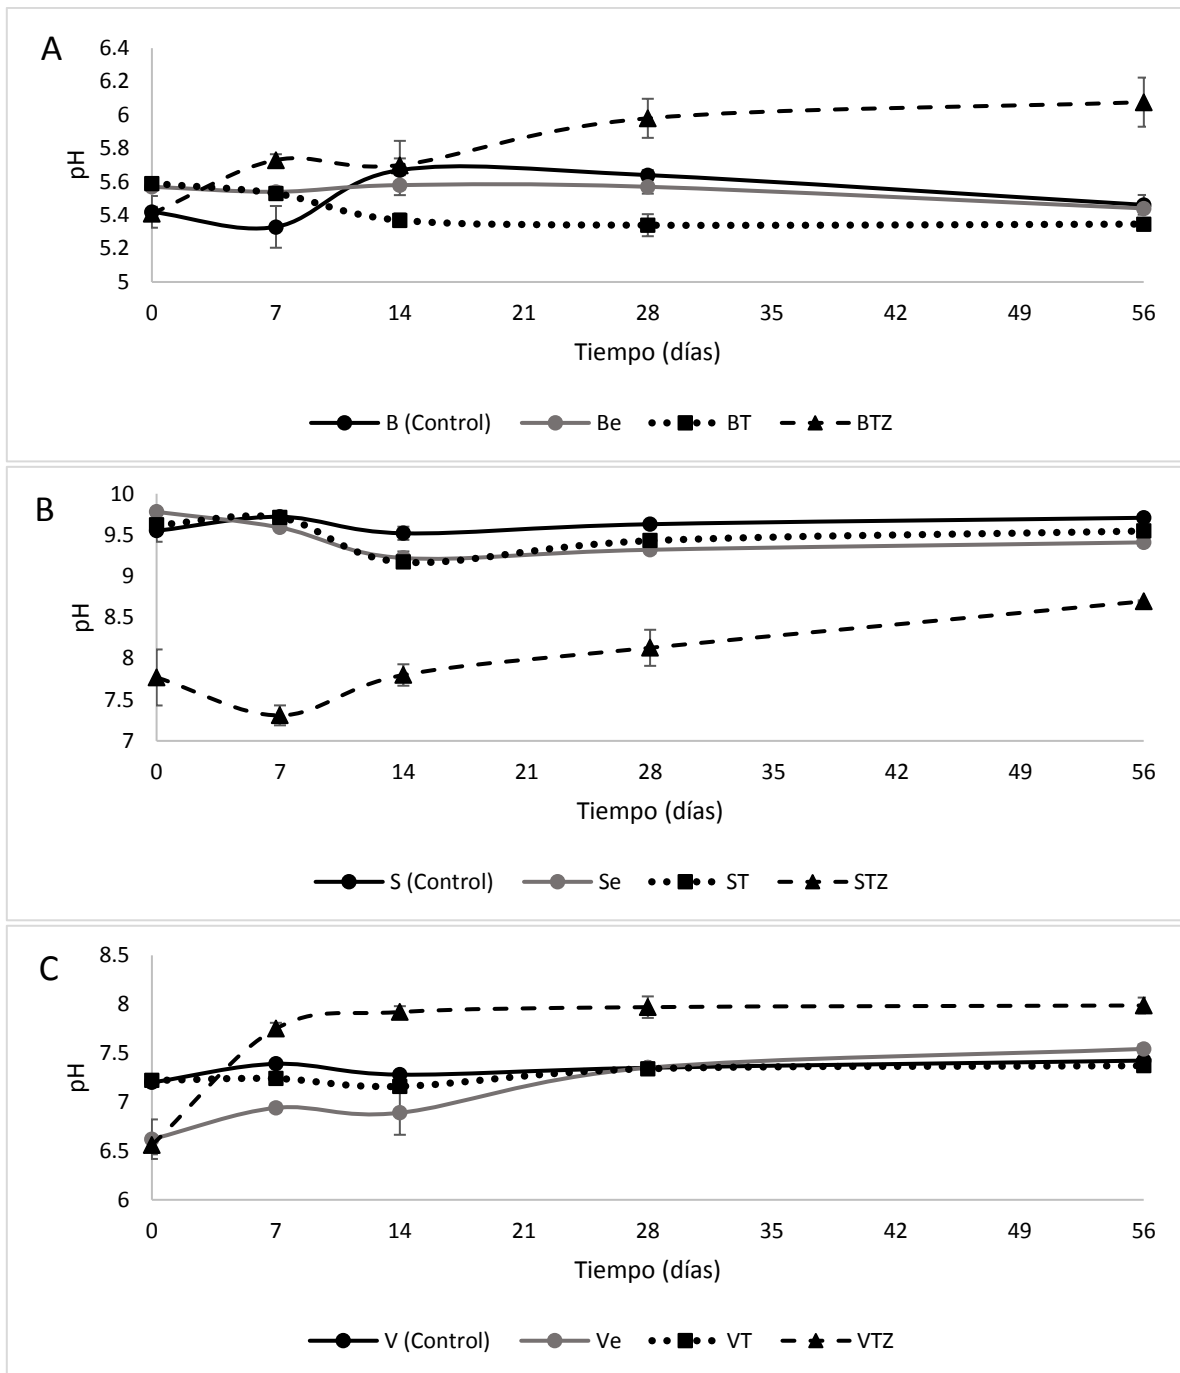 A
6.4
6.2
6
5.8
5.6
5.4
5.2
5
pH
0 7 14 21 28 35 42 49 56
Tiempo (días)
B (Control) Be BT BTZ
B
10
9.5
9
8.5
8
7.5
7
pH
0 7 14 21 28 35 42 49 56
Tiempo (días)
S (Control) Se ST STZ
C
8.5
8
7.5
7
6.5
6
pH
0 7 14 21 28 35 42 49 56
Tiempo (días)
V (Control) Ve VT VTZ